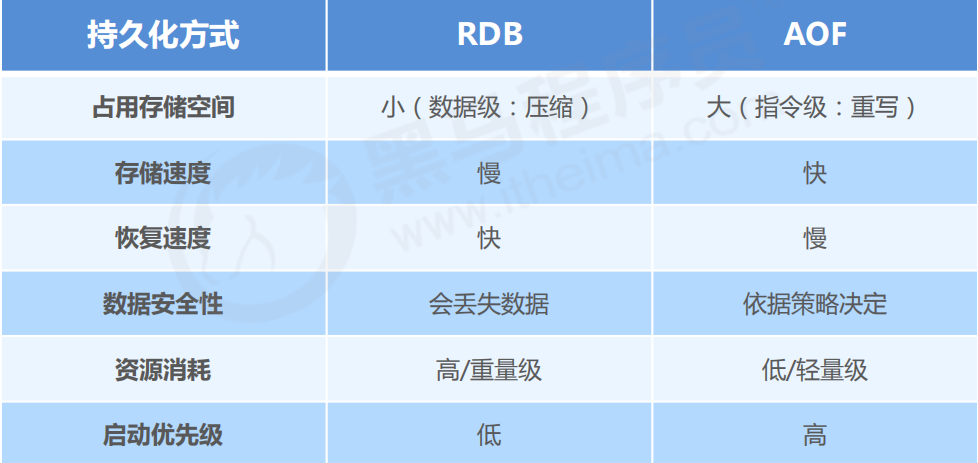 持久化方式 RDB AOF
占用存储空间 小（数据级：压缩） 大（指令级：重写）
存储速度 慢 快
恢复速度 快 慢
数据安全性 会丢失数据 依据策略决定
资源消耗 高/重量级 低/轻量级
启动优先级 低 高
黑马程序员
www.itheima.com